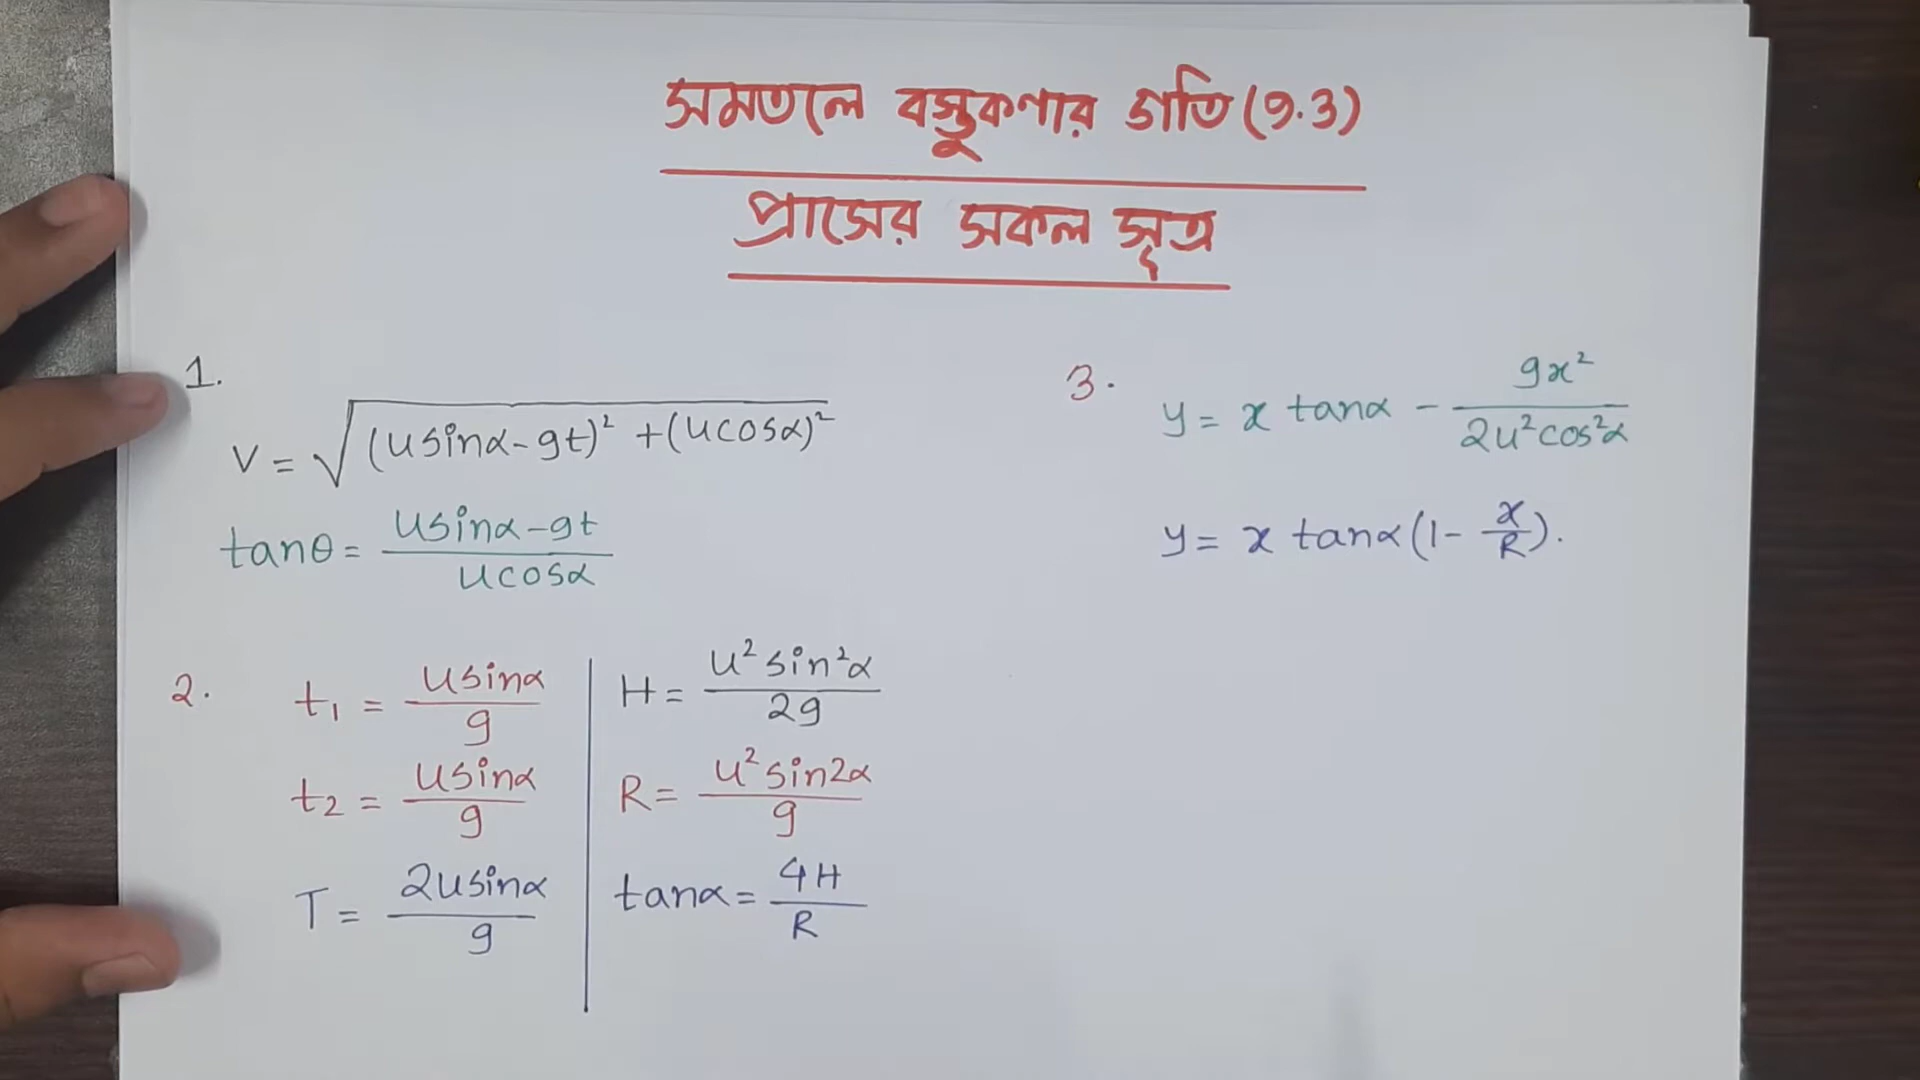 সমতলে বস্তুকণার গতি (9.3)
প্রাসের সকল সূত্র
1.
v = √((usinα-gt)² + (ucosα)²)
tanθ = (usinα-gt)/(ucosα)
2.
t₁ = usinα/g
t₂ = usinα/g
T = 2usinα/g
H = u²sin²α/2g
R = u²sin2α/g
tanα = 4H/R
3.
y = x tanα - gx²/(2u²cos²α)
y = x tanα(1 - x/R).